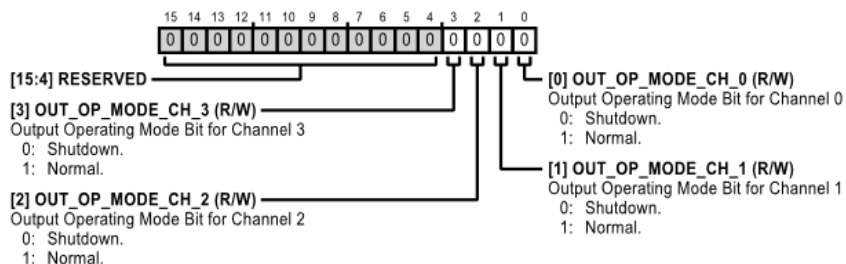 15 14 13 12 11 10 9 8 7 6 5 4 3 2 1 0
0 0 0 0 0 0 0 0 0 0 0 0 0 0 0 0
[15:4] RESERVED
[3] OUT_OP_MODE_CH_3 (R/W)
Output Operating Mode Bit for Channel 3
0: Shutdown.
1: Normal.
[2] OUT_OP_MODE_CH_2 (R/W)
Output Operating Mode Bit for Channel 2
0: Shutdown.
1: Normal.
[0] OUT_OP_MODE_CH_0 (R/W)
Output Operating Mode Bit for Channel 0
0: Shutdown.
1: Normal.
[1] OUT_OP_MODE_CH_1 (R/W)
Output Operating Mode Bit for Channel 1
0: Shutdown.
1: Normal.